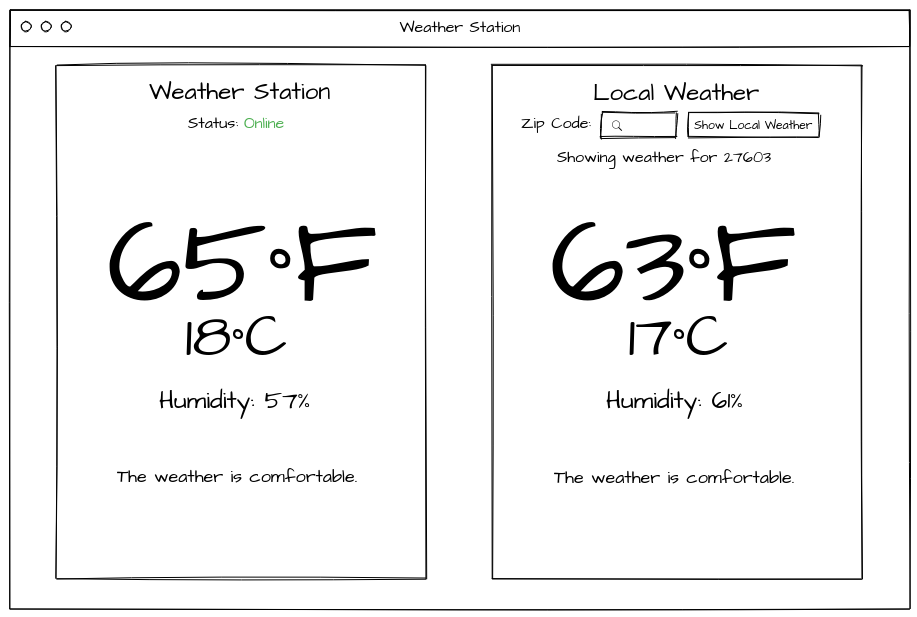 Weather Station
Weather Station
Status: Online
65°F
18°C
Humidity: 57%
The weather is comfortable.
Local Weather
Zip Code: Show Local Weather
Showing weather for 27603
63°F
17°C
Humidity: 61%
The weather is comfortable.